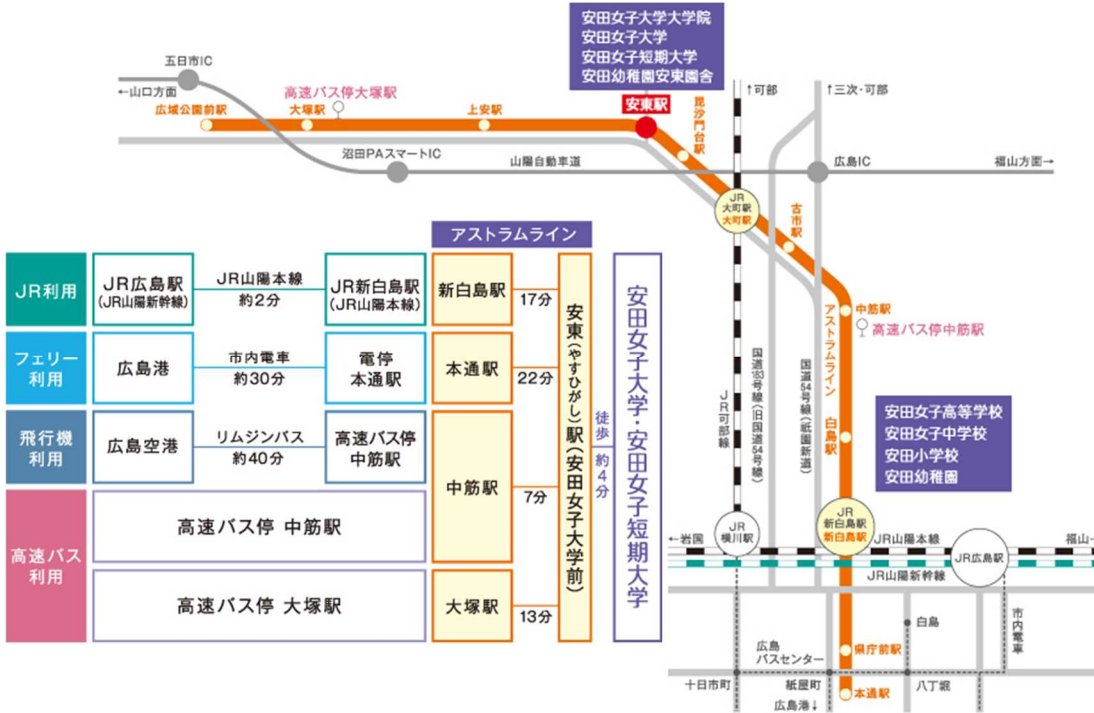 安田女子大学大学院
安田女子大学
安田女子短期大学
安田幼稚園安東園舎
五日市IC
←山口方面
高速バス停大塚駅
広域公園前駅
大塚駅
上安駅
安東駅
毘沙門台駅
↑可部
↑三次・可部
沼田PAスマートIC
山陽自動車道
広島IC
福山方面→
JR
大町駅
大町駅
古市駅
中筋駅
高速バス停中筋駅
アストラムライン
白島駅
国道183号線(旧国道54号線)
国道54号線(祇園新道)
JR可部線
安田女子高等学校
安田女子中学校
安田小学校
安田幼稚園
JR
横川駅
JR
新白島駅
新白島駅
←岩国
JR山陽本線
福山→
JR広島駅
JR山陽新幹線
白島
市内電車
県庁前駅
広島
バスセンター
十日市町
紙屋町
八丁堀
広島港↓
本通駅
アストラムライン
JR利用
JR広島駅
(JR山陽新幹線)
JR山陽本線
約2分
JR新白島駅
(JR山陽本線)
新白島駅
17分
フェリー
利用
広島港
市内電車
約30分
電停
本通駅
本通駅
22分
飛行機
利用
広島空港
リムジンバス
約40分
高速バス停
中筋駅
中筋駅
7分
高速バス
利用
高速バス停 中筋駅
高速バス停 大塚駅
大塚駅
13分
安東(やすひがし)駅(安田女子大学前)
徒歩 約4分
安田女子大学・安田女子短期大学